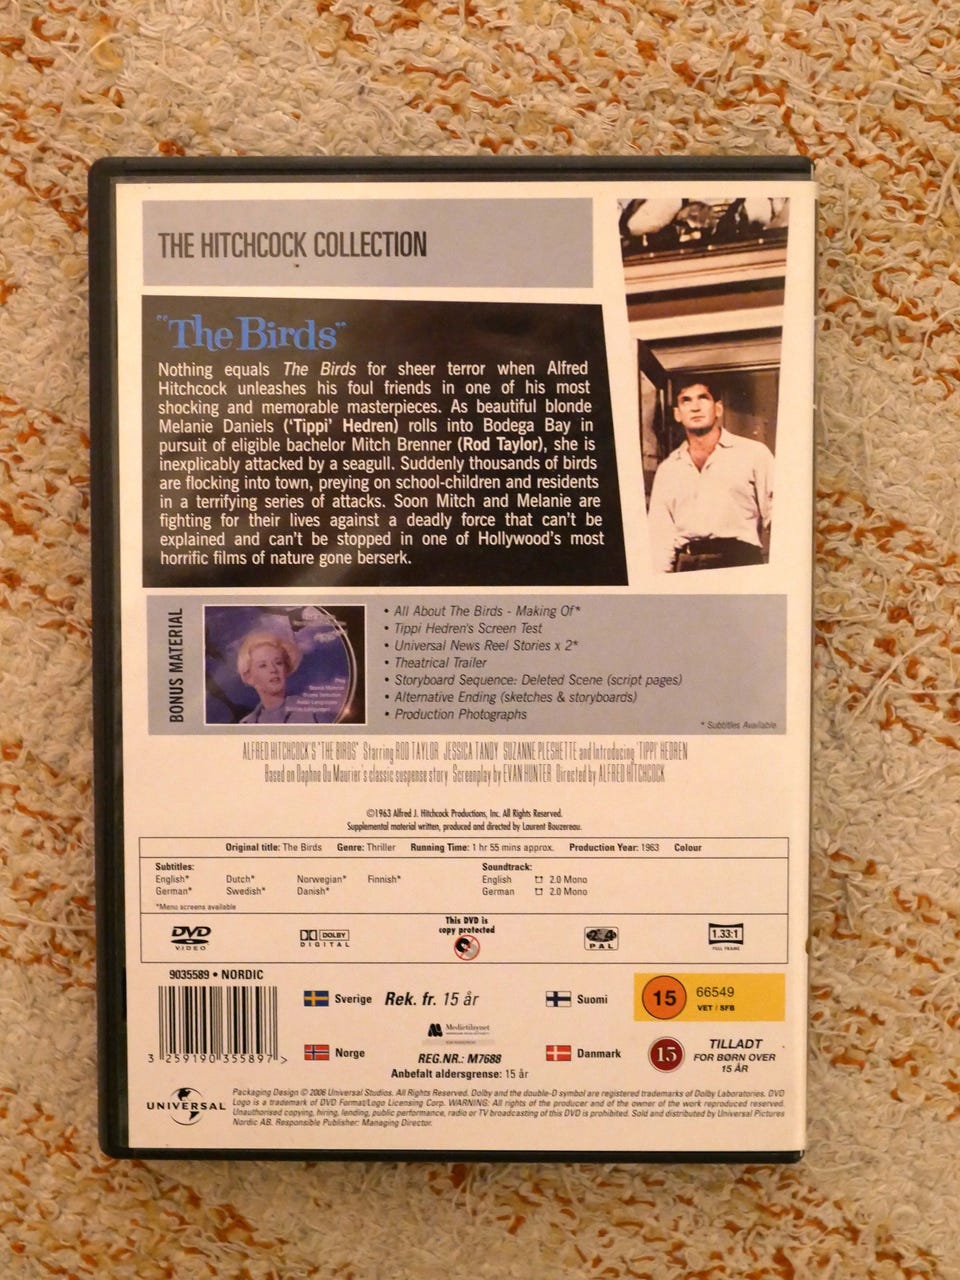 THE HITCHCOCK COLLECTION
"The Birds"
Nothing equals The Birds for sheer terror when Alfred
Hitchcock unleashes his foul friends in one of his most
shocking and memorable masterpieces. As beautiful blonde
Melanie Daniels ('Tippi' Hedren) rolls into Bodega Bay in
pursuit of eligible bachelor Mitch Brenner (Rod Taylor), she is
inexplicably attacked by a seagull. Suddenly thousands of birds
are flocking into town, preying on school-children and residents
in a terrifying series of attacks. Soon Mitch and Melanie are
fighting for their lives against a deadly force that can't be
explained and can't be stopped in one of Hollywood's most
horrific films of nature gone berserk.
BONUS MATERIAL
Play
Bonus Material
Scene Selection
Audio Languages
Subtitle Languages
• All About The Birds - Making Of*
• Tippi Hedren's Screen Test
• Universal News Reel Stories x 2*
• Theatrical Trailer
• Storyboard Sequence: Deleted Scene (script pages)
• Alternative Ending (sketches & storyboards)
• Production Photographs
* Subtitles Available
ALFRED HITCHCOCK'S "THE BIRDS" Starring ROD TAYLOR JESSICA TANDY SUZANNE PLESHETTE and Introducing 'TIPPI' HEDREN
Based on Daphne Du Maurier's classic suspense story Screenplay by EVAN HUNTER Directed by ALFRED HITCHCOCK
©1963 Alfred J. Hitchcock Productions, Inc. All Rights Reserved.
Supplemental material written, produced and directed by Laurent Bouzereau.
Original title: The Birds Genre: Thriller Running Time: 1 hr 55 mins approx. Production Year: 1963 Colour
Subtitles:
English* Dutch* Norwegian* Finnish*
German* Swedish* Danish*
*Menu screens available
Soundtrack:
English 2.0 Mono
German 2.0 Mono
DVD
VIDEO
DOLBY
DIGITAL
This DVD is
copy protected
2 4
PAL
1.33:1
FULL FRAME
9035589 • NORDIC
3 259190 355897 >
Sverige Rek. fr. 15 år
Suomi
15 66549
VET / SFB
Medietilsynet
Norge
REG.NR.: M7688
Anbefalt aldersgrense: 15 år
Danmark
15
TILLADT
FOR BØRN OVER
15 ÅR
UNIVERSAL
Packaging Design © 2006 Universal Studios. All Rights Reserved. Dolby and the double-D symbol are registered trademarks of Dolby Laboratories. DVD
Logo is a trademark of DVD Format/Logo Licensing Corp. WARNING: All rights of the producer and of the owner of the work reproduced reserved.
Unauthorised copying, hiring, lending, public performance, radio or TV broadcasting of this DVD is prohibited. Sold and distributed by Universal Pictures
Nordic AB. Responsible Publisher: Managing Director.